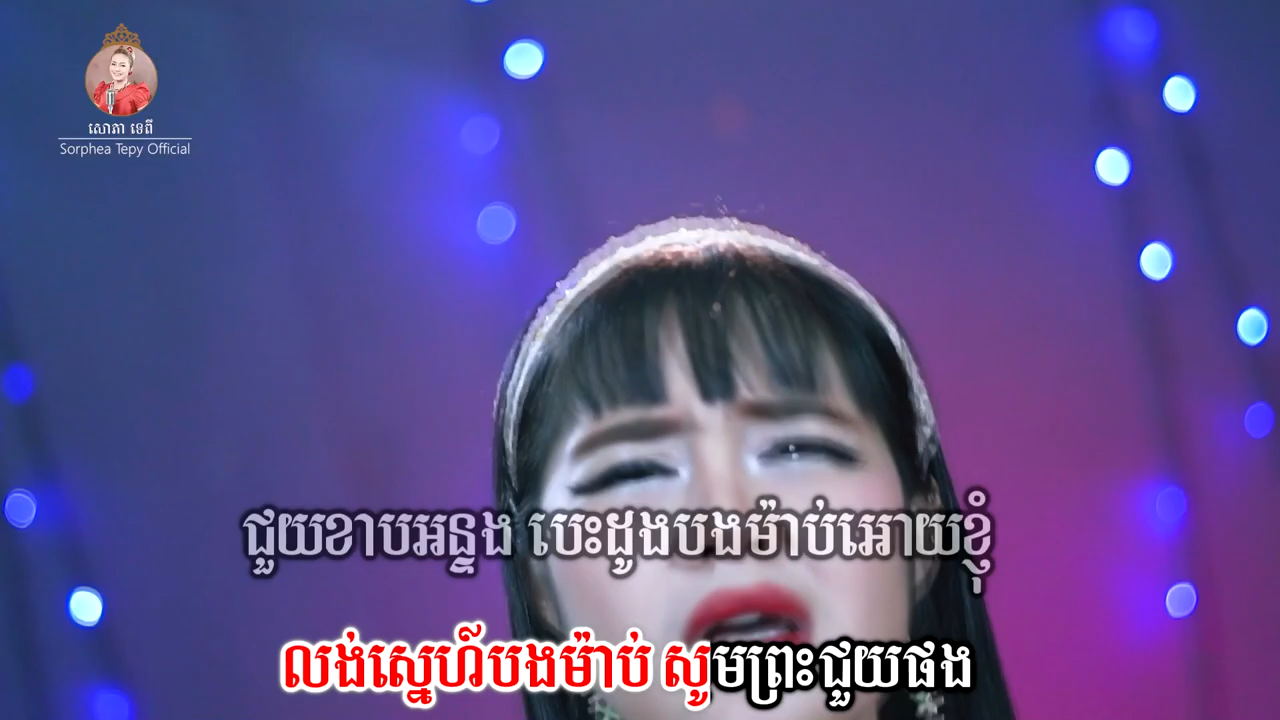 សោភា ទេពី
Sorphea Tepy Official
ជួយខាបអន្ទង បេះដូងបងម៉ាប់អោយខ្ញុំ
លង់ស្នេហ៍បងម៉ាប់ សូមព្រះជួយផង